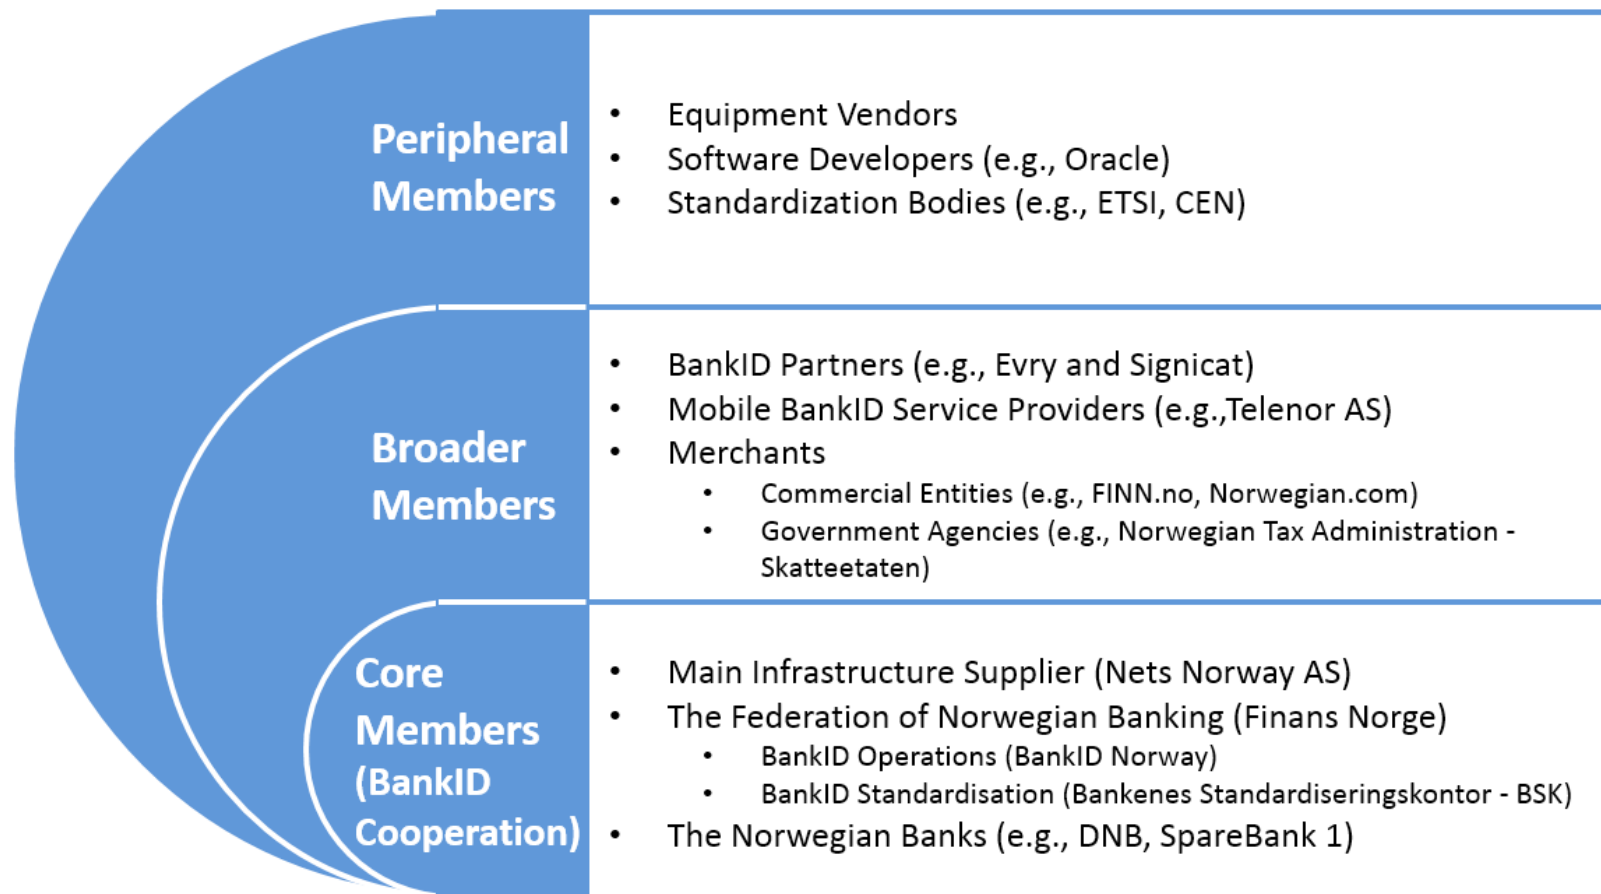 Peripheral
Members
• Equipment Vendors
• Software Developers (e.g., Oracle)
• Standardization Bodies (e.g., ETSI, CEN)
Broader
Members
• BankID Partners (e.g., Evry and Signicat)
• Mobile BankID Service Providers (e.g.,Telenor AS)
• Merchants
• Commercial Entities (e.g., FINN.no, Norwegian.com)
• Government Agencies (e.g., Norwegian Tax Administration -
Skatteetaten)
Core
Members
(BankID
Cooperation)
• Main Infrastructure Supplier (Nets Norway AS)
• The Federation of Norwegian Banking (Finans Norge)
• BankID Operations (BankID Norway)
• BankID Standardisation (Bankenes Standardiseringskontor - BSK)
• The Norwegian Banks (e.g., DNB, SpareBank 1)